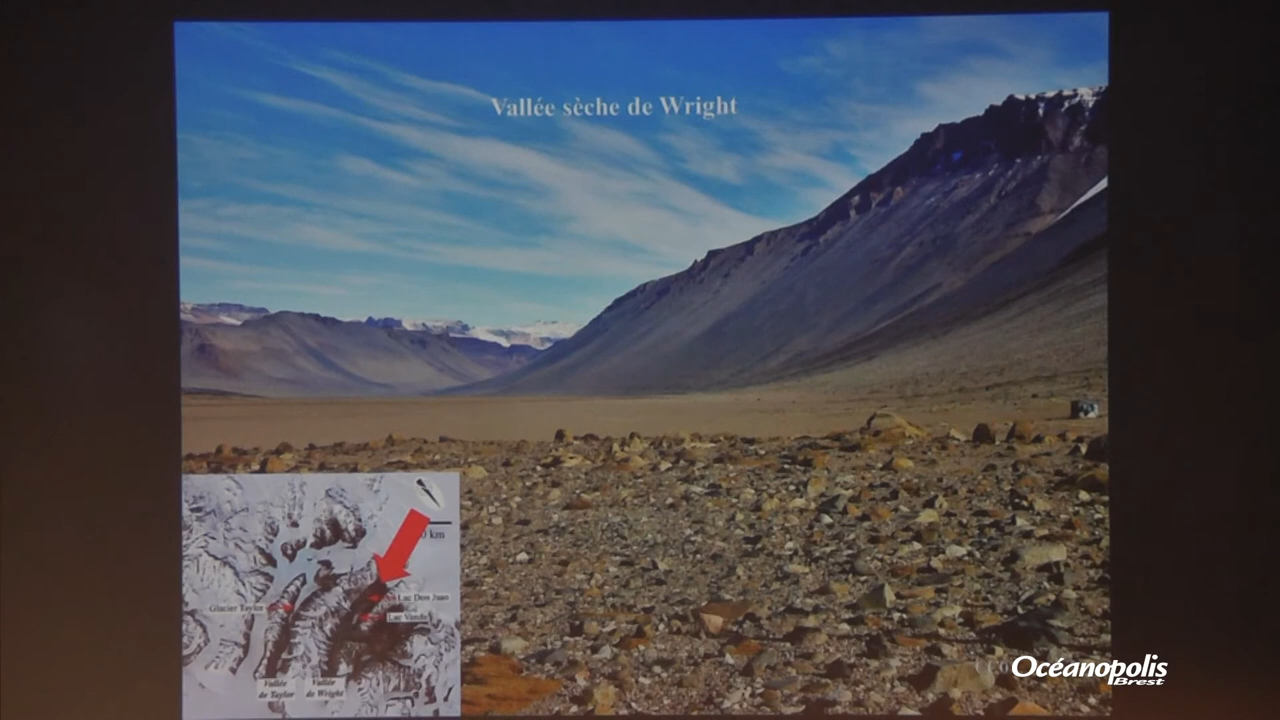 Vallée sèche de Wright
km
Glacier Taylor
Lac Don Juan
Lac Vanda
Vallée
de Taylor
Vallée
de Wright
Océanopolis
Brest